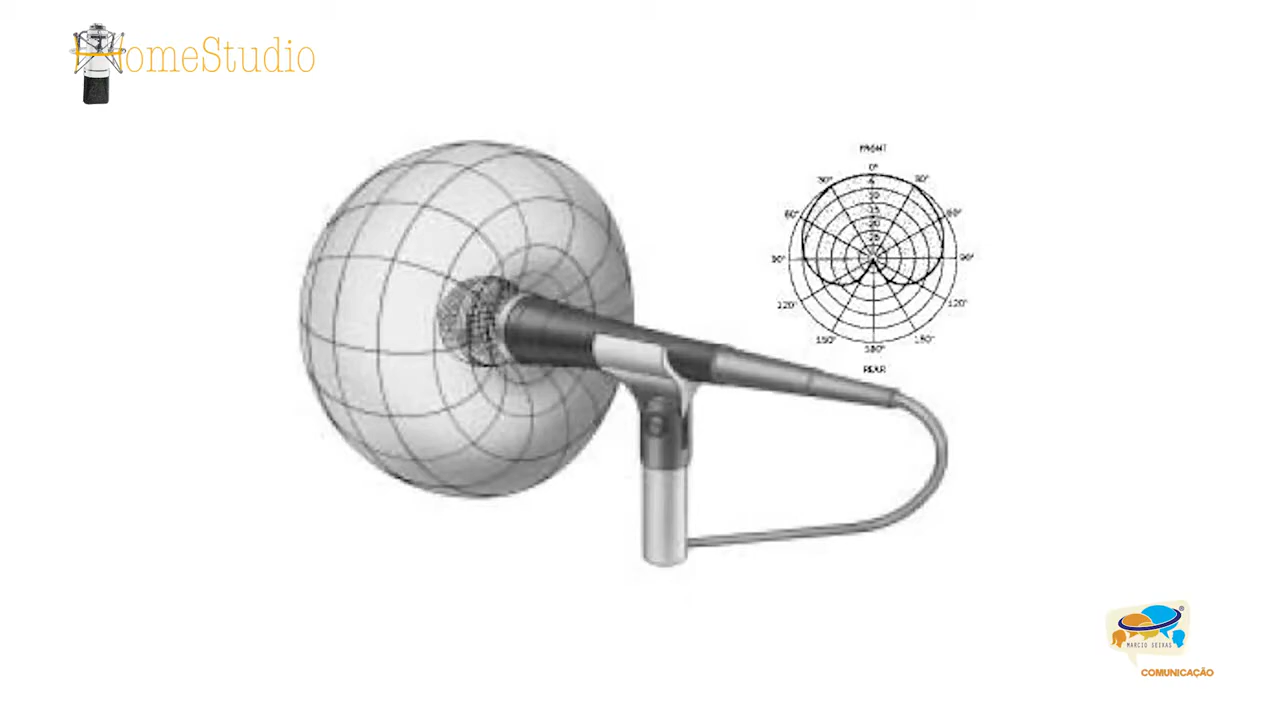 HomeStudio
FRONT
0°
30° 30°
60° 60°
90° 90°
120° 120°
150° 150°
180°
REAR
MARCIO SEIXAS
COMUNICAÇÃO